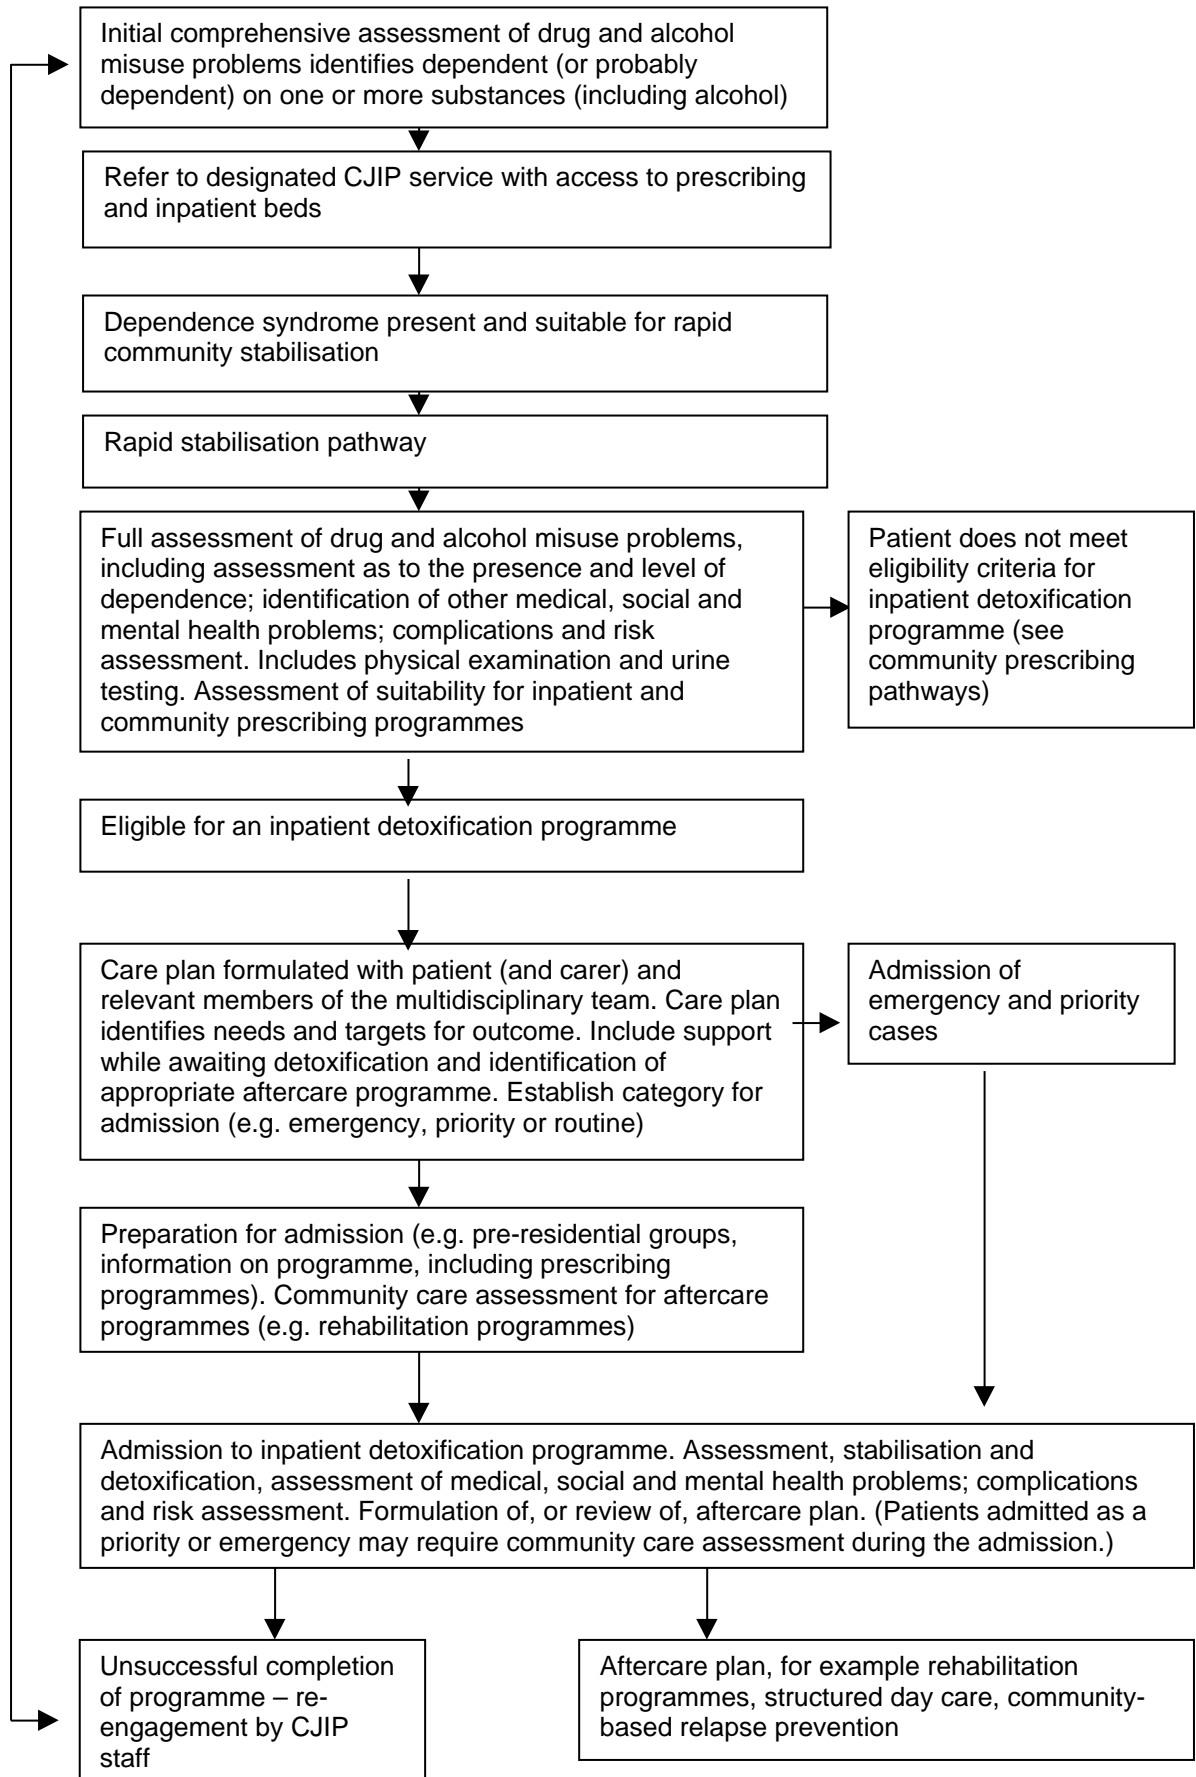 Initial comprehensive assessment of drug and alcohol
misuse problems identifies dependent (or probably
dependent) on one or more substances (including alcohol)
Refer to designated CJIP service with access to prescribing
and inpatient beds
Dependence syndrome present and suitable for rapid
community stabilisation
Rapid stabilisation pathway
Full assessment of drug and alcohol misuse problems,
including assessment as to the presence and level of
dependence; identification of other medical, social and
mental health problems; complications and risk
assessment. Includes physical examination and urine
testing. Assessment of suitability for inpatient and
community prescribing programmes
Patient does not meet
eligibility criteria for
inpatient detoxification
programme (see
community prescribing
pathways)
Eligible for an inpatient detoxification programme
Care plan formulated with patient (and carer) and
relevant members of the multidisciplinary team. Care plan
identifies needs and targets for outcome. Include support
while awaiting detoxification and identification of
appropriate aftercare programme. Establish category for
admission (e.g. emergency, priority or routine)
Admission of
emergency and priority
cases
Preparation for admission (e.g. pre-residential groups,
information on programme, including prescribing
programmes). Community care assessment for aftercare
programmes (e.g. rehabilitation programmes)
Admission to inpatient detoxification programme. Assessment, stabilisation and
detoxification, assessment of medical, social and mental health problems; complications
and risk assessment. Formulation of, or review of, aftercare plan. (Patients admitted as a
priority or emergency may require community care assessment during the admission.)
Unsuccessful completion
of programme – re-
engagement by CJIP
staff
Aftercare plan, for example rehabilitation
programmes, structured day care, community-
based relapse prevention